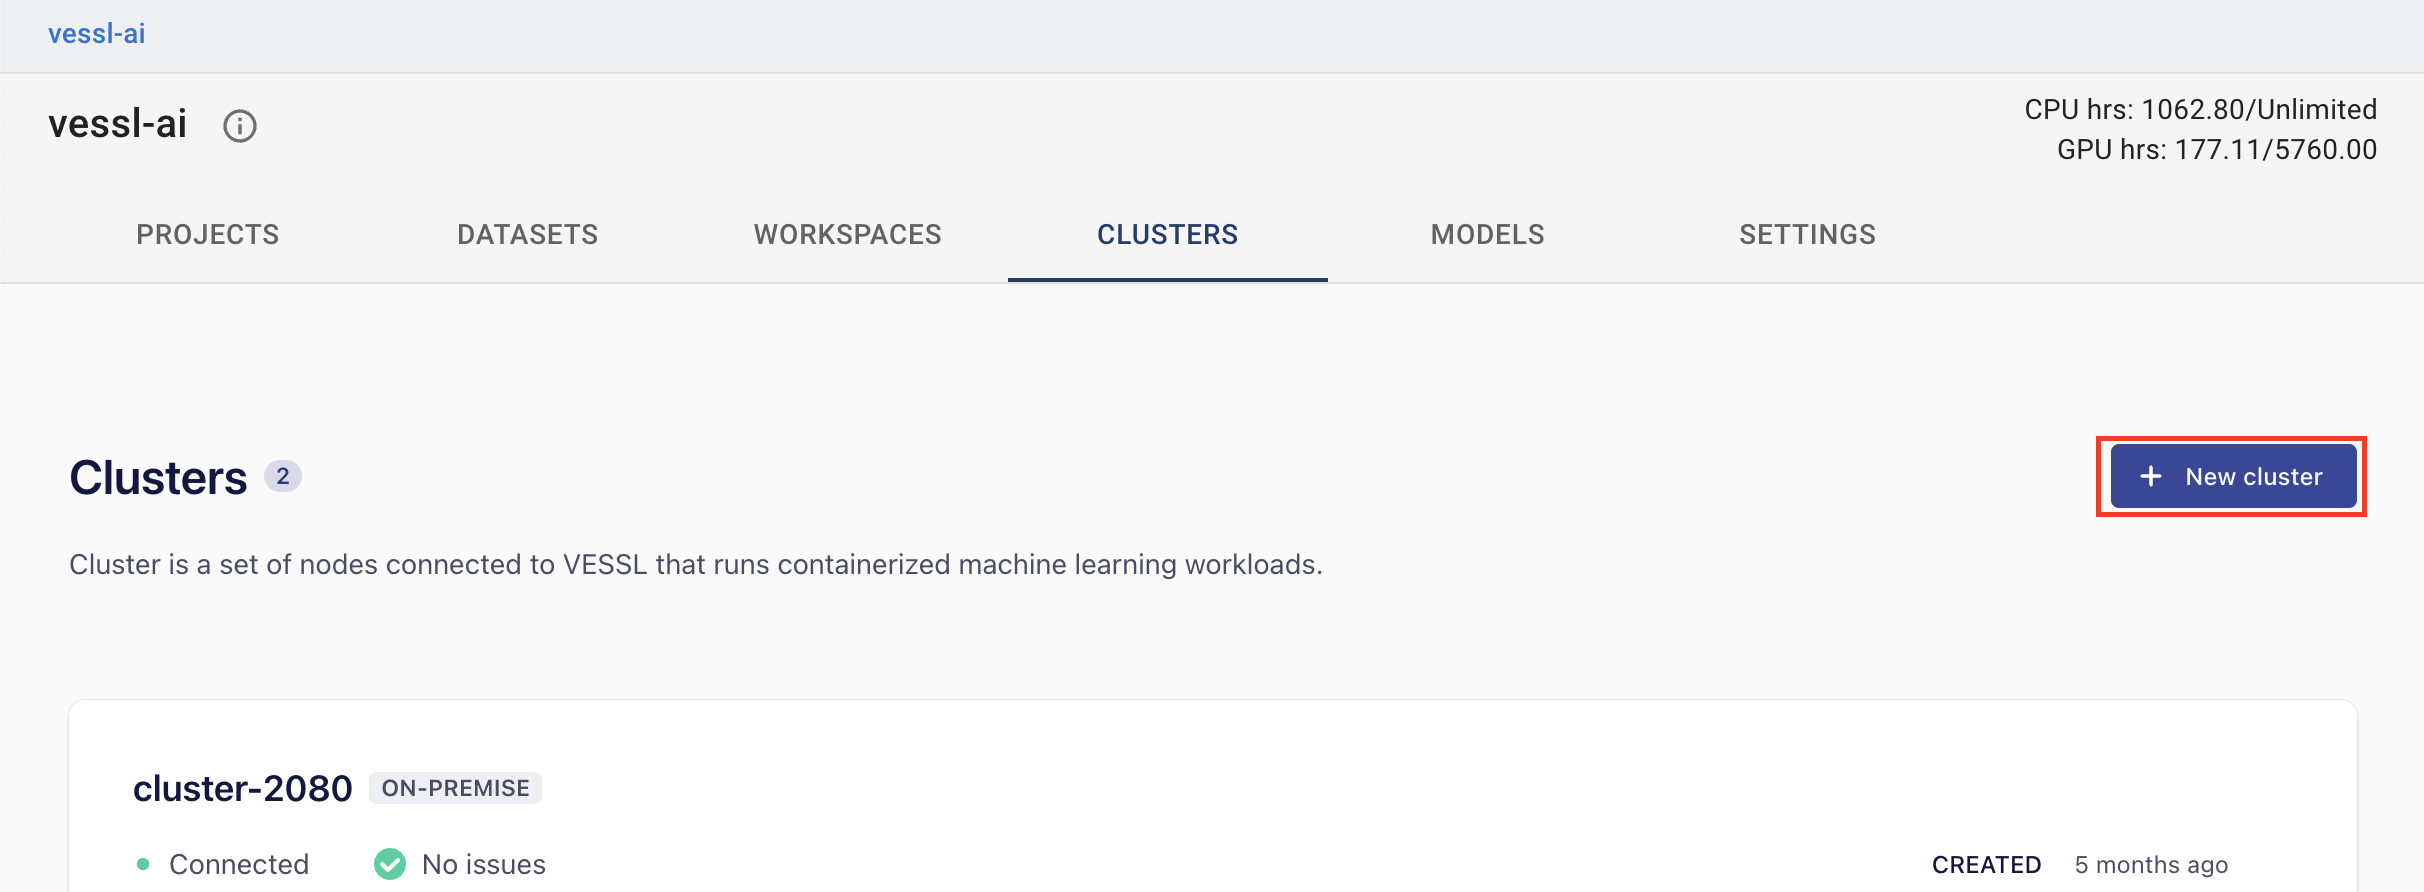 vessl-ai
vessl-ai
CPU hrs: 1062.80/Unlimited
GPU hrs: 177.11/5760.00
PROJECTS DATASETS WORKSPACES CLUSTERS MODELS SETTINGS
Clusters 2
+ New cluster
Cluster is a set of nodes connected to VESSL that runs containerized machine learning workloads.
cluster-2080 ON-PREMISE
Connected No issues CREATED 5 months ago